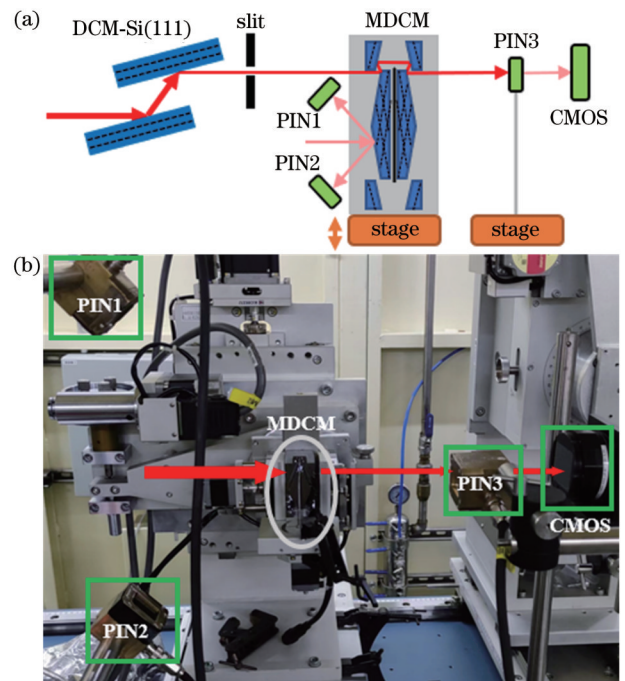 (a)
DCM-Si(111)
slit
MDCM
PIN3
PIN1
PIN2
CMOS
stage
stage
(b)
PIN1
MDCM
PIN3
CMOS
PIN2